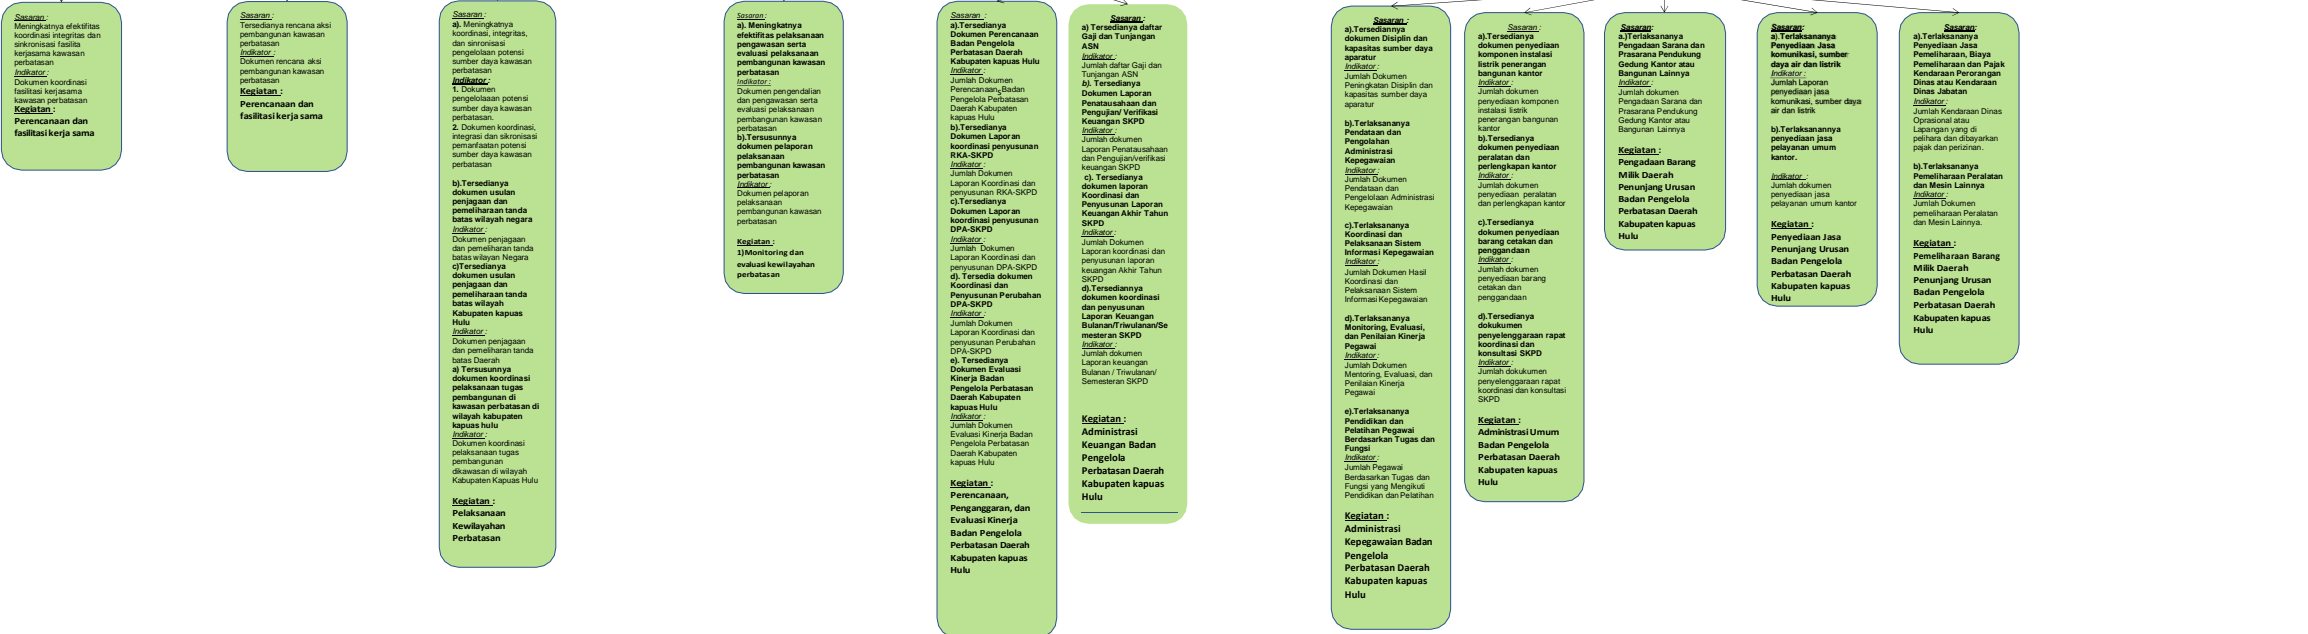 Sasaran :
Meningkatnya efektifitas
koordinasi integritas dan
sinkronisasi fasilita
kerjasama kawasan
perbatasan
Indikator :
Dokumen koordinasi
fasilitasi kerjasama
kawasan perbatasan
Kegiatan :
Perencanaan dan
fasilitasi kerja sama
Sasaran :
Tersedianya rencana aksi
pembangunan kawasan
perbatasan
Indikator :
Dokumen rencana aksi
pembangunan kawasan
perbatasan
Kegiatan :
Perencanaan dan
fasilitasi kerja sama
Sasaran :
a). Meningkatnya
koordinasi, integritas,
dan sinronisasi
pengelolaan potensi
sumber daya kawasan
perbatasan
Indikator :
1. Dokumen
pengelolaaan potensi
sumber daya kawasan
perbatasan.
2. Dokumen koordinasi,
integrasi dan sikronisasi
pemanfaatan potensi
sumber daya kawasan
perbatasan
b).Tersedianya
dokumen usulan
penjagaan dan
pemeliharaan tanda
batas wilayah negara
Indikator :
Dokumen penjagaan
dan pemeliharan tanda
batas wilayan Negara
c)Tersedianya
dokumen usulan
penjagaan dan
pemeliharaan tanda
batas wilayah
Kabupaten kapuas
Hulu
Indikator :
Dokumen penjagaan
dan pemeliharan tanda
batas Daerah
a) Tersusunnya
dokumen koordinasi
pelaksanaan tugas
pembangunan di
kawasan perbatasan di
wilayah kabupaten
kapuas hulu
Indikator :
Dokumen koordinasi
pelaksanaan tugas
pembangunan
dikawasan di wilayah
Kabupaten Kapuas Hulu
Kegiatan :
Pelaksanaan
Kewilayahan
Perbatasan
Sasaran :
a). Meningkatnya
efektifitas pelaksanaan
pengawasan serta
evaluasi pelaksanaan
pembangunan kawasan
perbatasan
Indikator :
Dokumen pengendalian
dan pengawasan serta
evaluasi pelaksanaan
pembangunan kawasan
perbatasan
b).Tersusunnya
dokumen pelaporan
pelaksanaan
pembangunan kawasan
perbatasan
Indikator :
Dokumen pelaporan
pelaksanaan
pembangunan kawasan
perbatasan
Kegiatan :
1)Monitoring dan
evaluasi kewilayahan
perbatasan
Sasaran :
a).Tersedianya
Dokumen Perencanaan
Badan Pengelola
Perbatasan Daerah
Kabupaten kapuas Hulu
Indikator :
Jumlah Dokumen
Perencanaan Badan
Pengelola Perbatasan
Daerah Kabupaten
kapuas Hulu
b).Tersedianya
Dokumen Laporan
koordinasi penyusunan
RKA-SKPD
Indikator :
Jumlah Dokumen
Laporan Koordinasi dan
penyusunan RKA-SKPD
c).Tersedianya
Dokumen Laporan
koordinasi penyusunan
DPA-SKPD
Indikator :
Jumlah Dokumen
Laporan Koordinasi dan
penyusunan DPA-SKPD
d). Tersedia dokumen
Koordinasi dan
Penyusunan Perubahan
DPA-SKPD
Indikator :
Jumlah Dokumen
Laporan Koordinasi dan
penyusunan Perubahan
DPA-SKPD
e). Tersedianya
Dokumen Evaluasi
Kinerja Badan
Pengelola Perbatasan
Daerah Kabupaten
kapuas Hulu
Indikator :
Jumlah Dokumen
Evaluasi Kinerja Badan
Pengelola Perbatasan
Daerah Kabupaten
kapuas Hulu
Kegiatan :
Perencanaan,
Penganggaran, dan
Evaluasi Kinerja
Badan Pengelola
Perbatasan Daerah
Kabupaten kapuas
Hulu
Sasaran :
a) Tersedianya daftar
Gaji dan Tunjangan
ASN
Indikator :
Jumlah daftar Gaji dan
Tunjangan ASN
b). Tersedianya
Dokumen Laporan
Penatausahaan dan
Pengujian/ Verifikasi
Keuangan SKPD
Indikator :
Jumlah dokumen
Laporan Penatausahaan
dan Pengujian/verifikasi
keuangan SKPD
c). Tersedianya
dokumen laporan
Koordinasi dan
Penyusunan Laporan
Keuangan Akhir Tahun
SKPD
Indikator :
Jumlah Dokumen
Laporan koordinasi dan
penyusunan laporan
keuangan Akhir Tahun
SKPD
d).Tersediannya
dokumen koordinasi
dan penyusunan
Laporan Keuangan
Bulanan/Triwulanan/Se
mesteran SKPD
Indikator :
Jumlah dokumen
Laporan keuangan
Bulanan / Triwulanan/
Semesteran SKPD
Kegiatan :
Administrasi
Keuangan Badan
Pengelola
Perbatasan Daerah
Kabupaten kapuas
Hulu
Sasaran :
a).Tersediannya
dokumen Disiplin dan
kapasitas sumber daya
aparatur
Indikator :
Jumlah Dokumen
Peningkatan Disiplin dan
kapasitas sumber daya
aparatur
b).Terlaksananya
Pendataan dan
Pengolahan
Administrasi
Kepegawaian
Indikator :
Jumlah Dokumen
Pendataan dan
Pengelolaan Administrasi
Kepegawaian
c).Terlaksananya
Koordinasi dan
Pelaksanaan Sistem
Informasi Kepegawaian
Indikator :
Jumlah Dokumen Hasil
Koordinasi dan
Pelaksanaan Sistem
Informasi Kepegawaian
d).Terlaksananya
Monitoring, Evaluasi,
dan Penilaian Kinerja
Pegawai
Indikator :
Jumlah Dokumen
Mentoring, Evaluasi, dan
Penilaian Kinerja
Pegawai
e).Terlaksananya
Pendidikan dan
Pelatihan Pegawai
Berdasarkan Tugas dan
Fungsi
Indikator :
Jumlah Pegawai
Berdasarkan Tugas dan
Fungsi yang Mengikuti
Pendidikan dan Pelatihan
Kegiatan :
Administrasi
Kepegawaian Badan
Pengelola
Perbatasan Daerah
Kabupaten kapuas
Hulu
Sasaran :
a).Tersedianya
dokumen penyediaan
komponen instalasi
listrik penerangan
bangunan kantor
Indikator :
Jumlah dokumen
penyediaan komponen
instalasi listrik
penerangan bangunan
kantor
b).Tersedianya
dokumen penyediaan
peralatan dan
perlengkapan kantor
Indikator :
Jumlah dokumen
penyediaan peralatan
dan perlengkapan kantor
c).Tersedianya
dokumen penyediaan
barang cetakan dan
penggandaan
Indikator :
Jumlah dokumen
penyediaan barang
cetakan dan
penggandaan
d).Tersedianya
dokukumen
penyelenggaraan rapat
koordinasi dan
konsultasi SKPD
Indikator :
Jumlah dokukumen
penyelenggaraan rapat
koordinasi dan konsultasi
SKPD
Kegiatan :
Administrasi Umum
Badan Pengelola
Perbatasan Daerah
Kabupaten kapuas
Hulu
Sasaran:
a.)Terlaksananya
Pengadaan Sarana dan
Prasarana Pendukung
Gedung Kantor atau
Bangunan Lainnya
Indikator :
Jumlah dokumen
Pengadaan Sarana dan
Prasarana Pendukung
Gedung Kantor atau
Bangunan Lainnya
Kegiatan :
Pengadaan Barang
Milik Daerah
Penunjang Urusan
Badan Pengelola
Perbatasan Daerah
Kabupaten kapuas
Hulu
Sasaran:
a).Terlaksananya
Penyediaan Jasa
komunikasi, sumber
daya air dan listrik
Indikator :
Jumlah Laporan
penyediaan jasa
komunikasi, sumber daya
air dan listrik
b).Terlaksanannya
penyediaan jasa
pelayanan umum
kantor.
Indikator :
Jumlah dokumen
penyediaan jasa
pelayanan umum kantor
Kegiatan :
Penyediaan Jasa
Penunjang Urusan
Badan Pengelola
Perbatasan Daerah
Kabupaten kapuas
Hulu
Sasaran:
a).Terlaksananya
Penyediaan Jasa
Pemeliharaan, Biaya
Pemeliharaan dan Pajak
Kendaraan Perorangan
Dinas atau Kendaraan
Dinas Jabatan
Indikator :
Jumlah Kendaraan Dinas
Oprasional atau
Lapangan yang di
pelihara dan dibayarkan
pajak dan perizinan.
b).Terlaksananya
Pemeliharaan Peralatan
dan Mesin Lainnya
Indikator :
Jumlah Dokumen
pemeliharaan Peralatan
dan Mesin Lainnya.
Kegiatan :
Pemeliharaan Barang
Milik Daerah
Penunjang Urusan
Badan Pengelola
Perbatasan Daerah
Kabupaten kapuas
Hulu